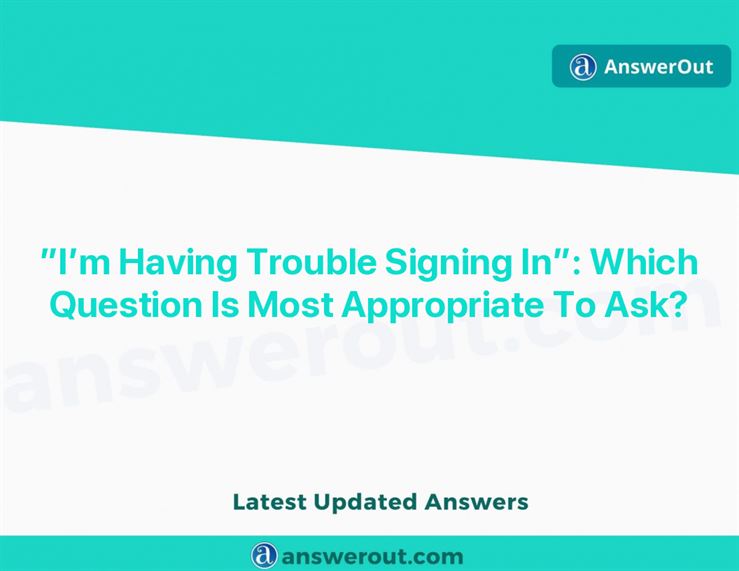 AnswerOut
"I'm Having Trouble Signing In": Which
Question Is Most Appropriate To Ask?
answerout.com
Latest Updated Answers
answerout.com